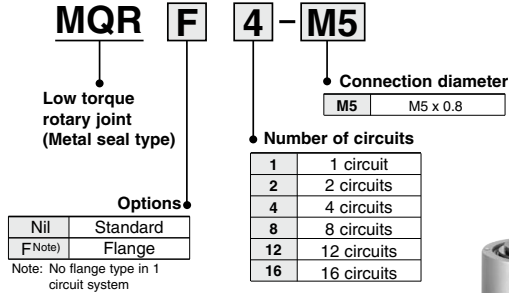 MQR F 4 – M5
Connection diameter
M5 M5 x 0.8
Low torque
rotary joint
(Metal seal type)
Number of circuits
1 1 circuit
2 2 circuits
4 4 circuits
8 8 circuits
12 12 circuits
16 16 circuits
Options
Nil Standard
F Note) Flange
Note: No flange type in 1
circuit system